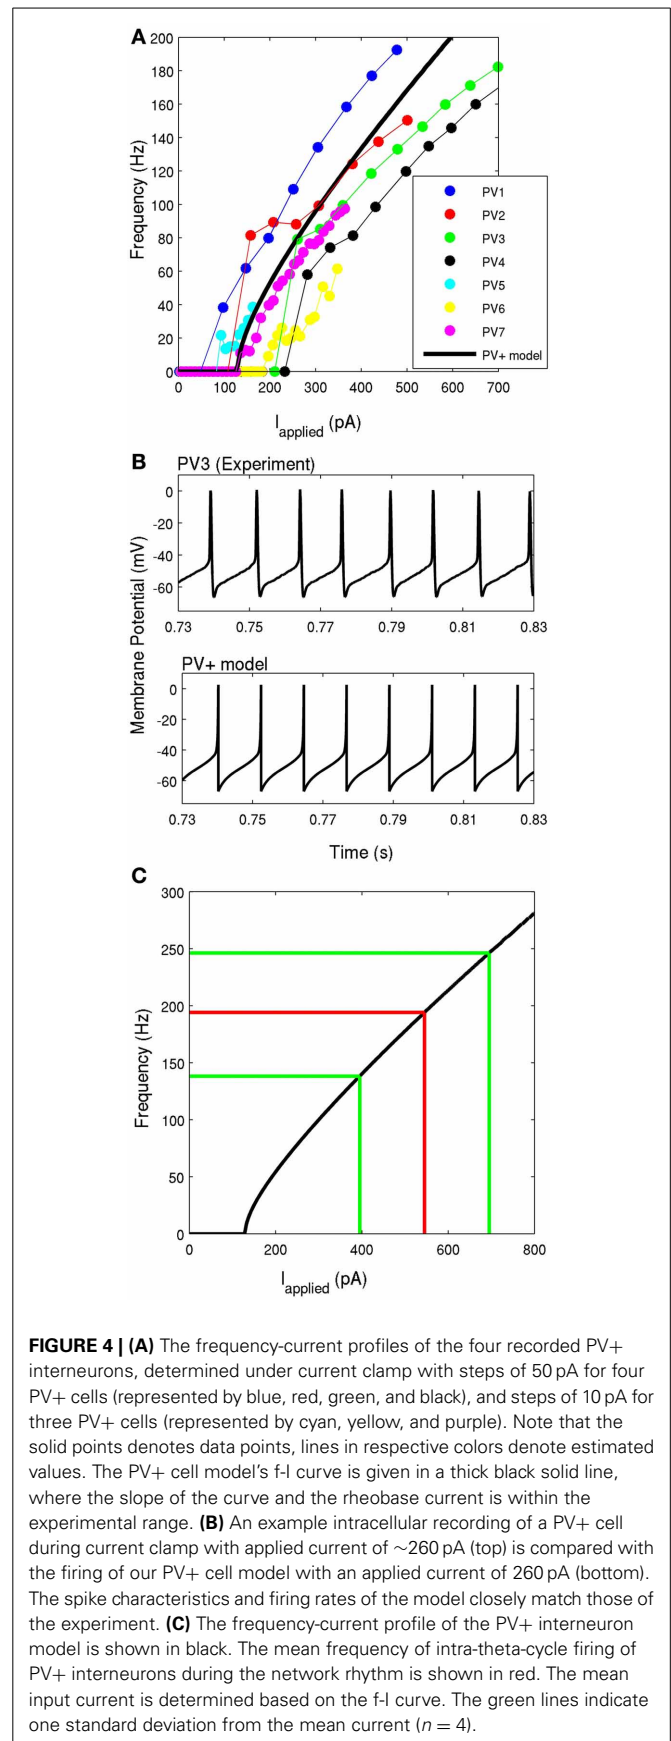 A
200
180
160
140
120
100
80
60
40
20
0
Frequency (Hz)
0 100 200 300 400 500 600 700
I applied (pA)
PV1
PV2
PV3
PV4
PV5
PV6
PV7
PV+ model
B
PV3 (Experiment)
0
-20
-40
-60
0.73 0.75 0.77 0.79 0.81 0.83
Membrane Potential (mV)
PV+ model
0
-20
-40
-60
0.73 0.75 0.77 0.79 0.81 0.83
Time (s)
C
300
250
200
150
100
50
0
Frequency (Hz)
0 200 400 600 800
I applied (pA)
FIGURE 4 | (A) The frequency-current profiles of the four recorded PV+
interneurons, determined under current clamp with steps of 50 pA for four
PV+ cells (represented by blue, red, green, and black), and steps of 10 pA for
three PV+ cells (represented by cyan, yellow, and purple). Note that the
solid points denotes data points, lines in respective colors denote estimated
values. The PV+ cell model's f-I curve is given in a thick black solid line,
where the slope of the curve and the rheobase current is within the
experimental range. (B) An example intracellular recording of a PV+ cell
during current clamp with applied current of ~260 pA (top) is compared with
the firing of our PV+ cell model with an applied current of 260 pA (bottom).
The spike characteristics and firing rates of the model closely match those of
the experiment. (C) The frequency-current profile of the PV+ interneuron
model is shown in black. The mean frequency of intra-theta-cycle firing of
PV+ interneurons during the network rhythm is shown in red. The mean
input current is determined based on the f-I curve. The green lines indicate
one standard deviation from the mean current (n = 4).